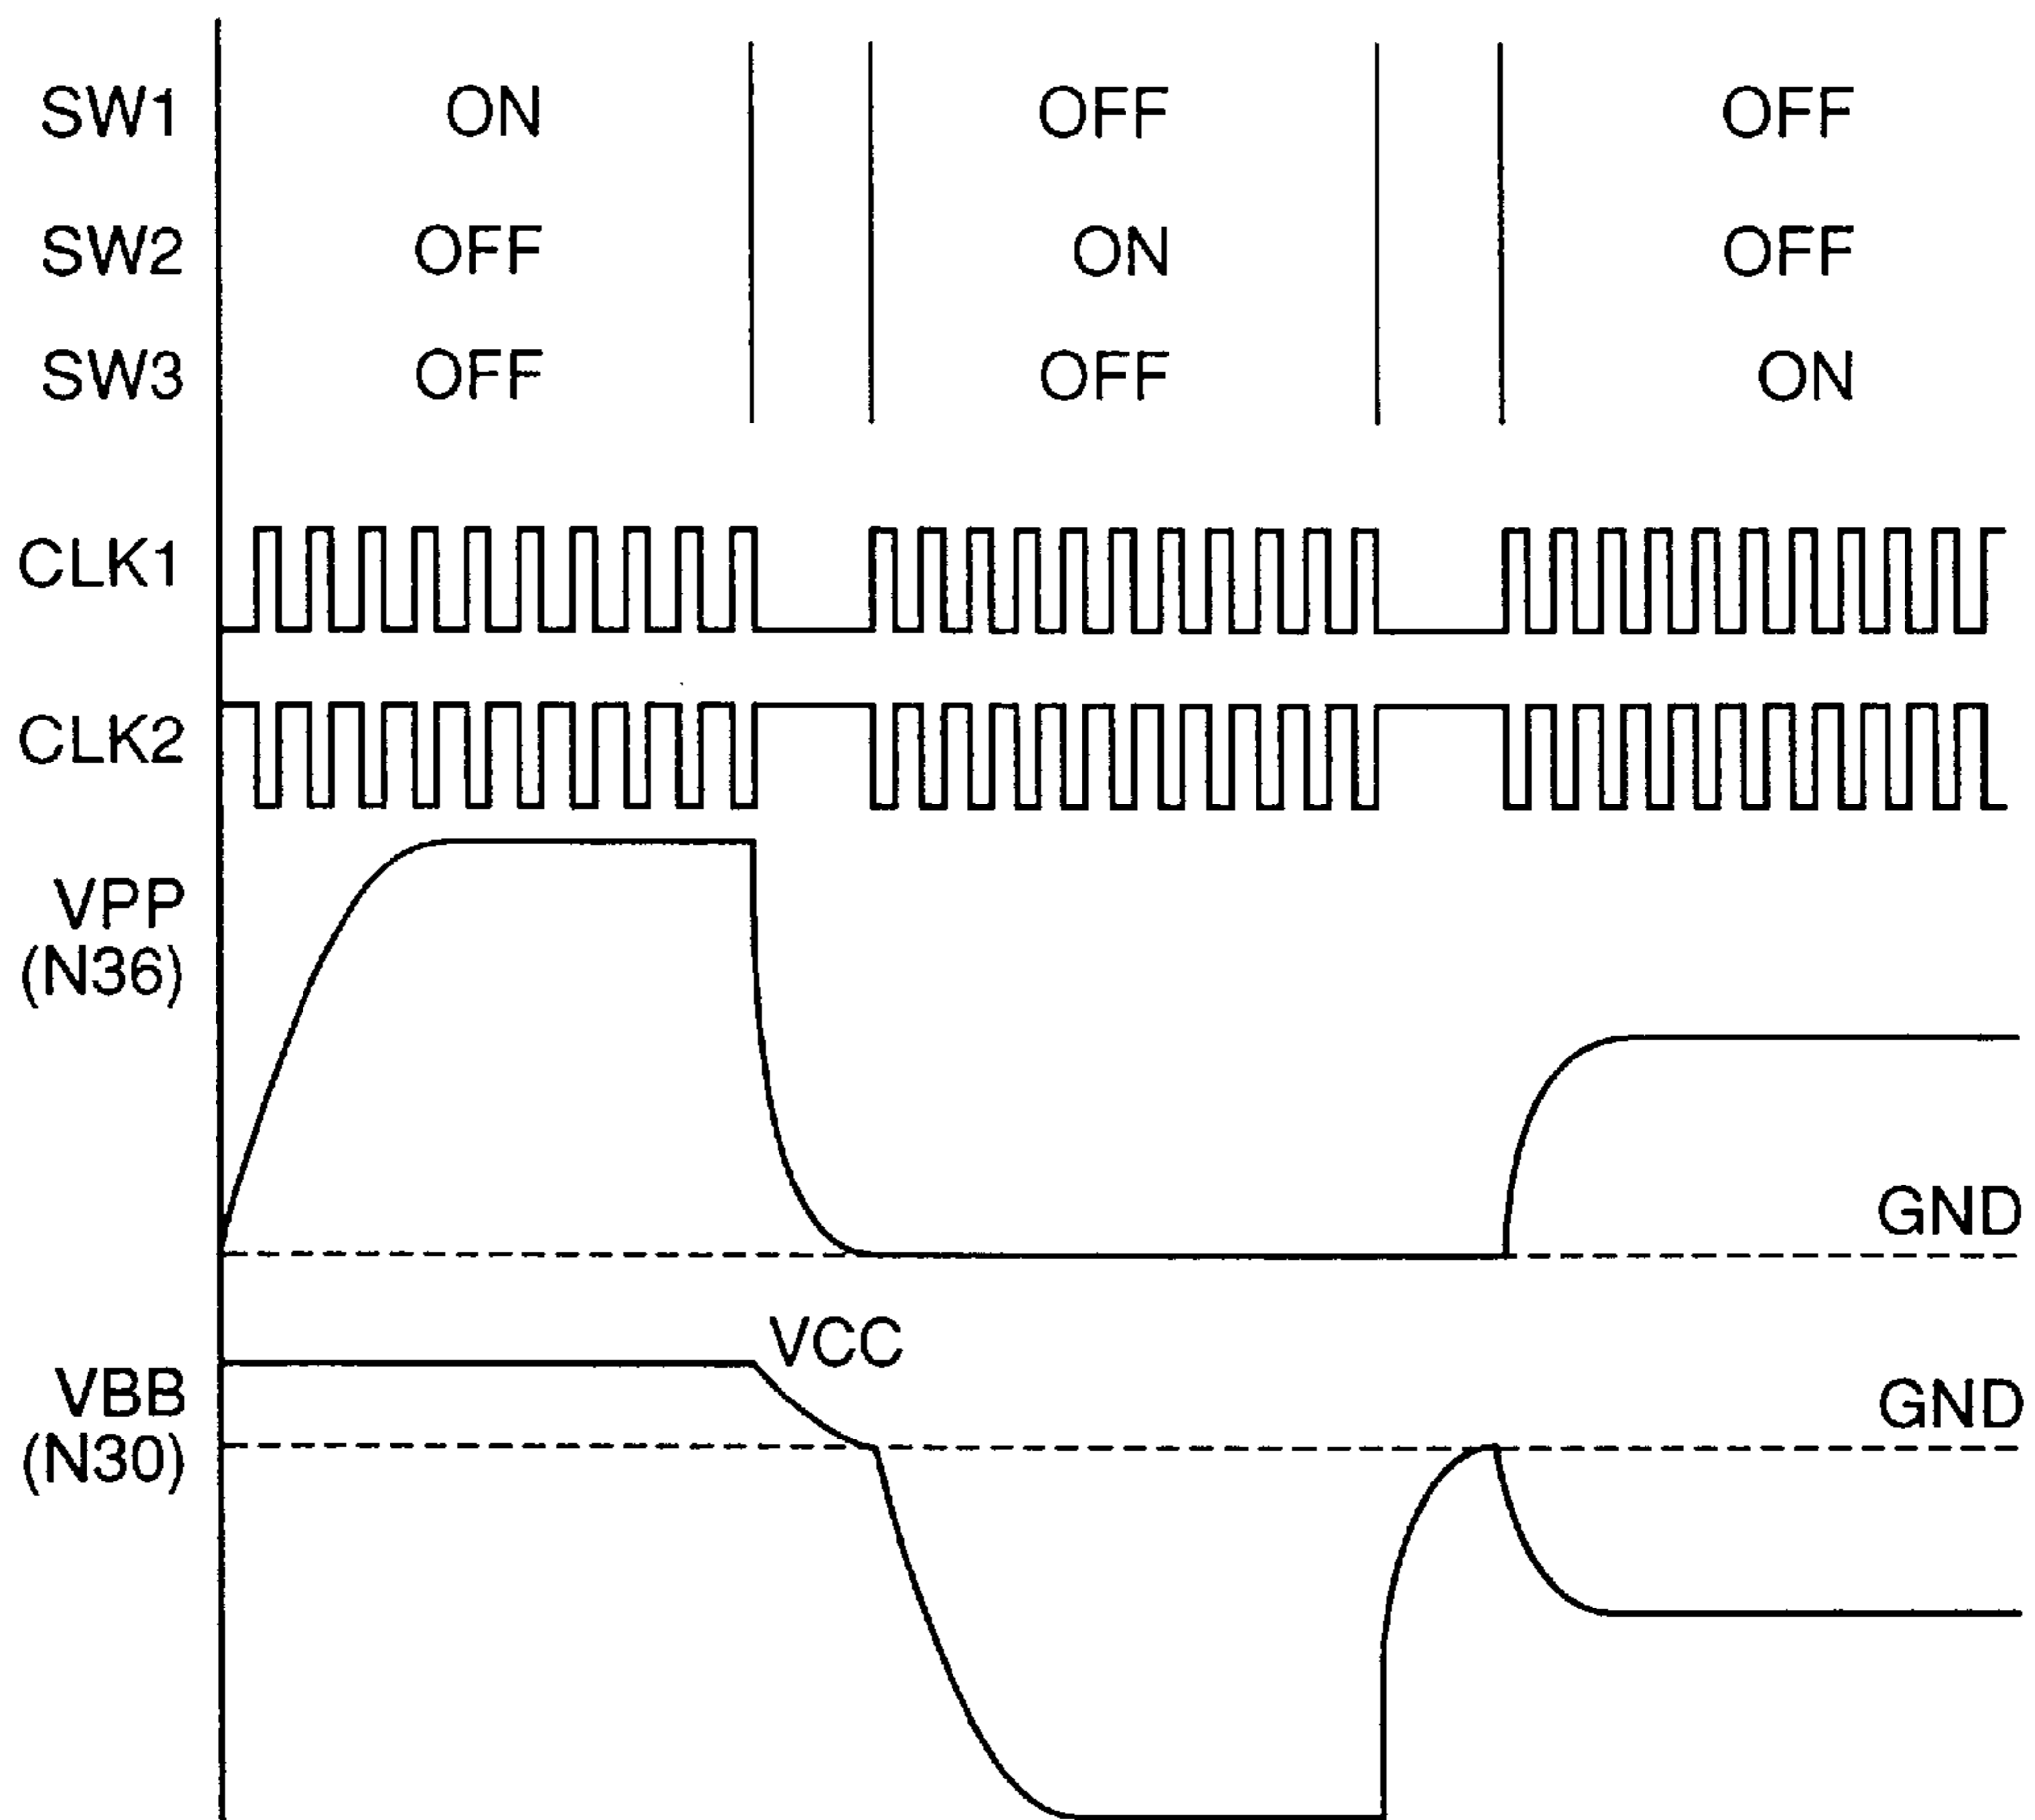 SW1 ON OFF OFF
SW2 OFF ON OFF
SW3 OFF OFF ON
CLK1
CLK2
VPP
(N36)
GND
VCC
VBB
GND
(N30)